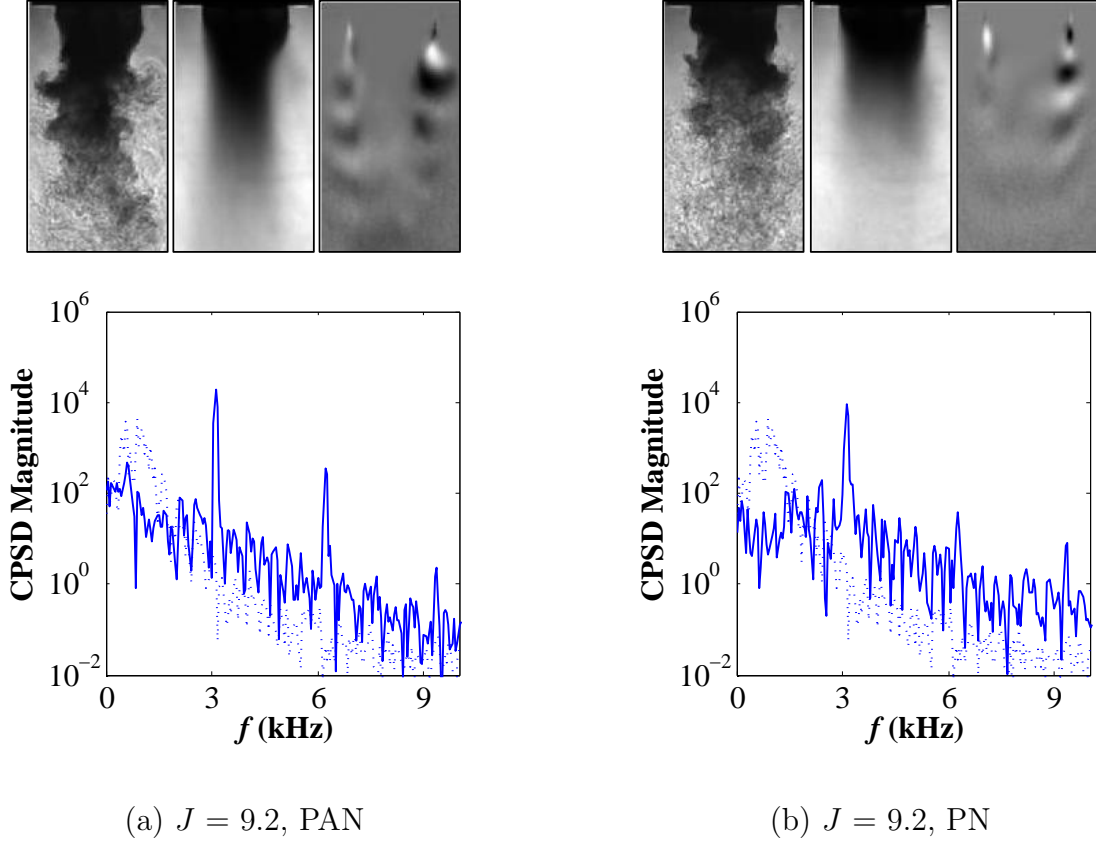 10^6
10^4
10^2
10^0
10^-2
CPSD Magnitude
0 3 6 9
f (kHz)
(a) J = 9.2, PAN
10^6
10^4
10^2
10^0
10^-2
CPSD Magnitude
0 3 6 9
f (kHz)
(b) J = 9.2, PN